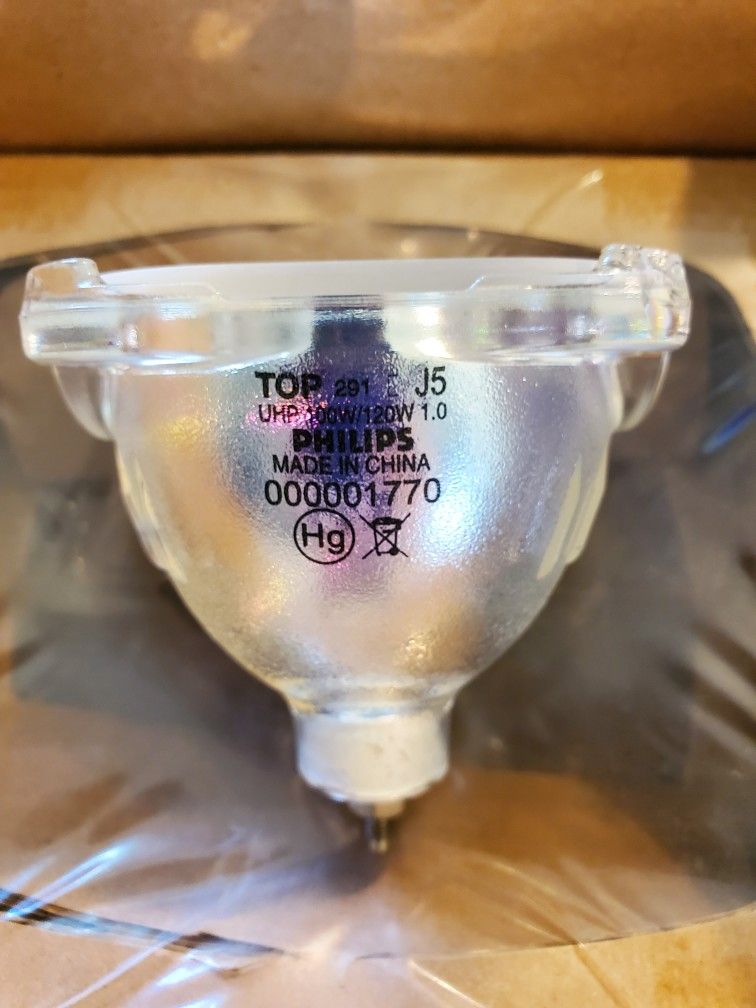 TOP 291 J5
UHP 100W/120W 1.0
PHILIPS
MADE IN CHINA
000001770
Hg